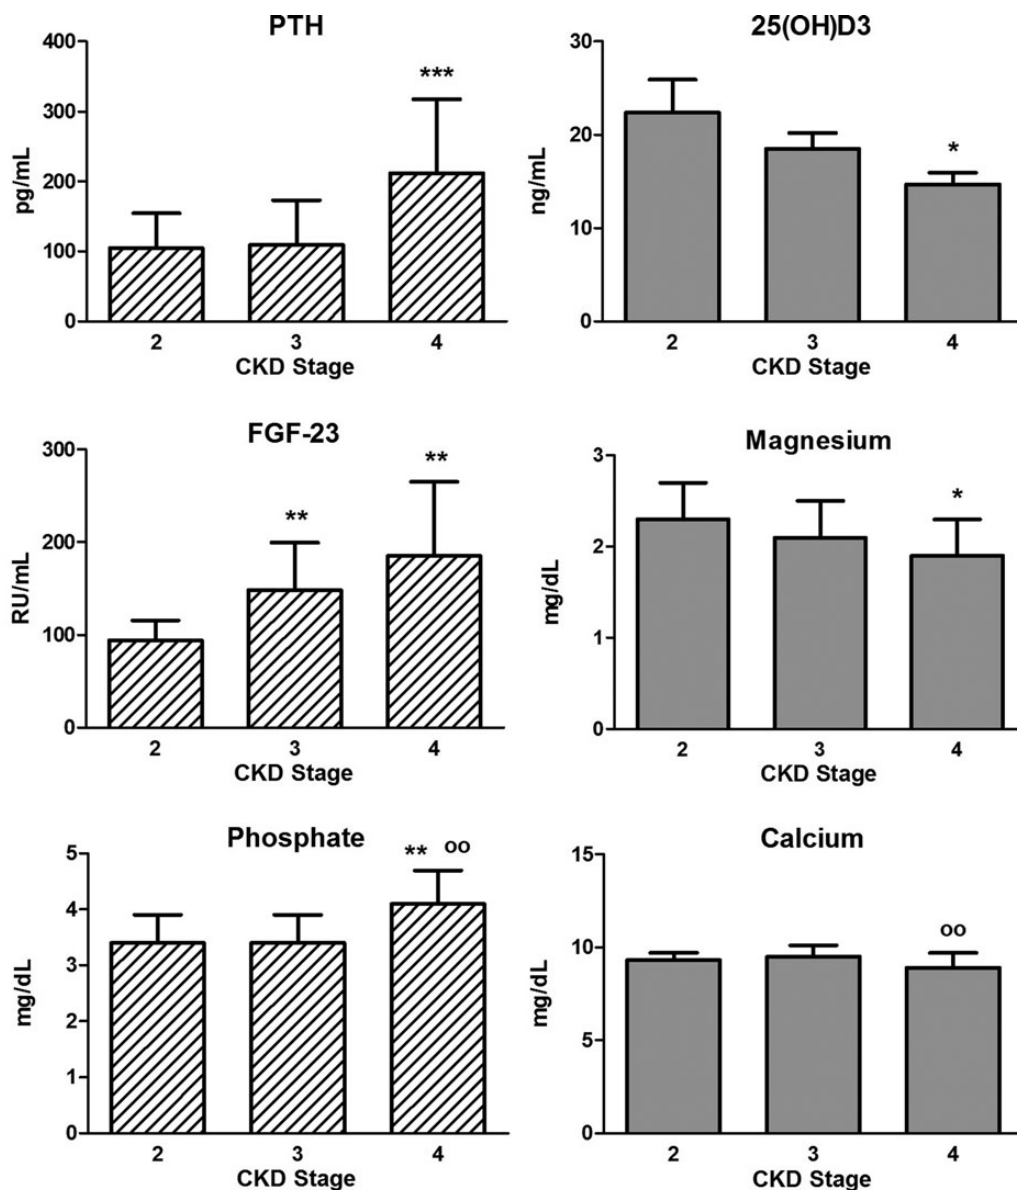 PTH
400
300
200
100
0
pg/mL
***
2 3 4
CKD Stage
25(OH)D3
30
20
10
0
ng/mL
*
2 3 4
CKD Stage
FGF-23
300
200
100
0
RU/mL
**
**
2 3 4
CKD Stage
Magnesium
3
2
1
0
mg/dL
*
2 3 4
CKD Stage
Phosphate
5
4
3
2
1
0
mg/dL
** oo
2 3 4
CKD Stage
Calcium
15
10
5
0
mg/dL
oo
2 3 4
CKD Stage